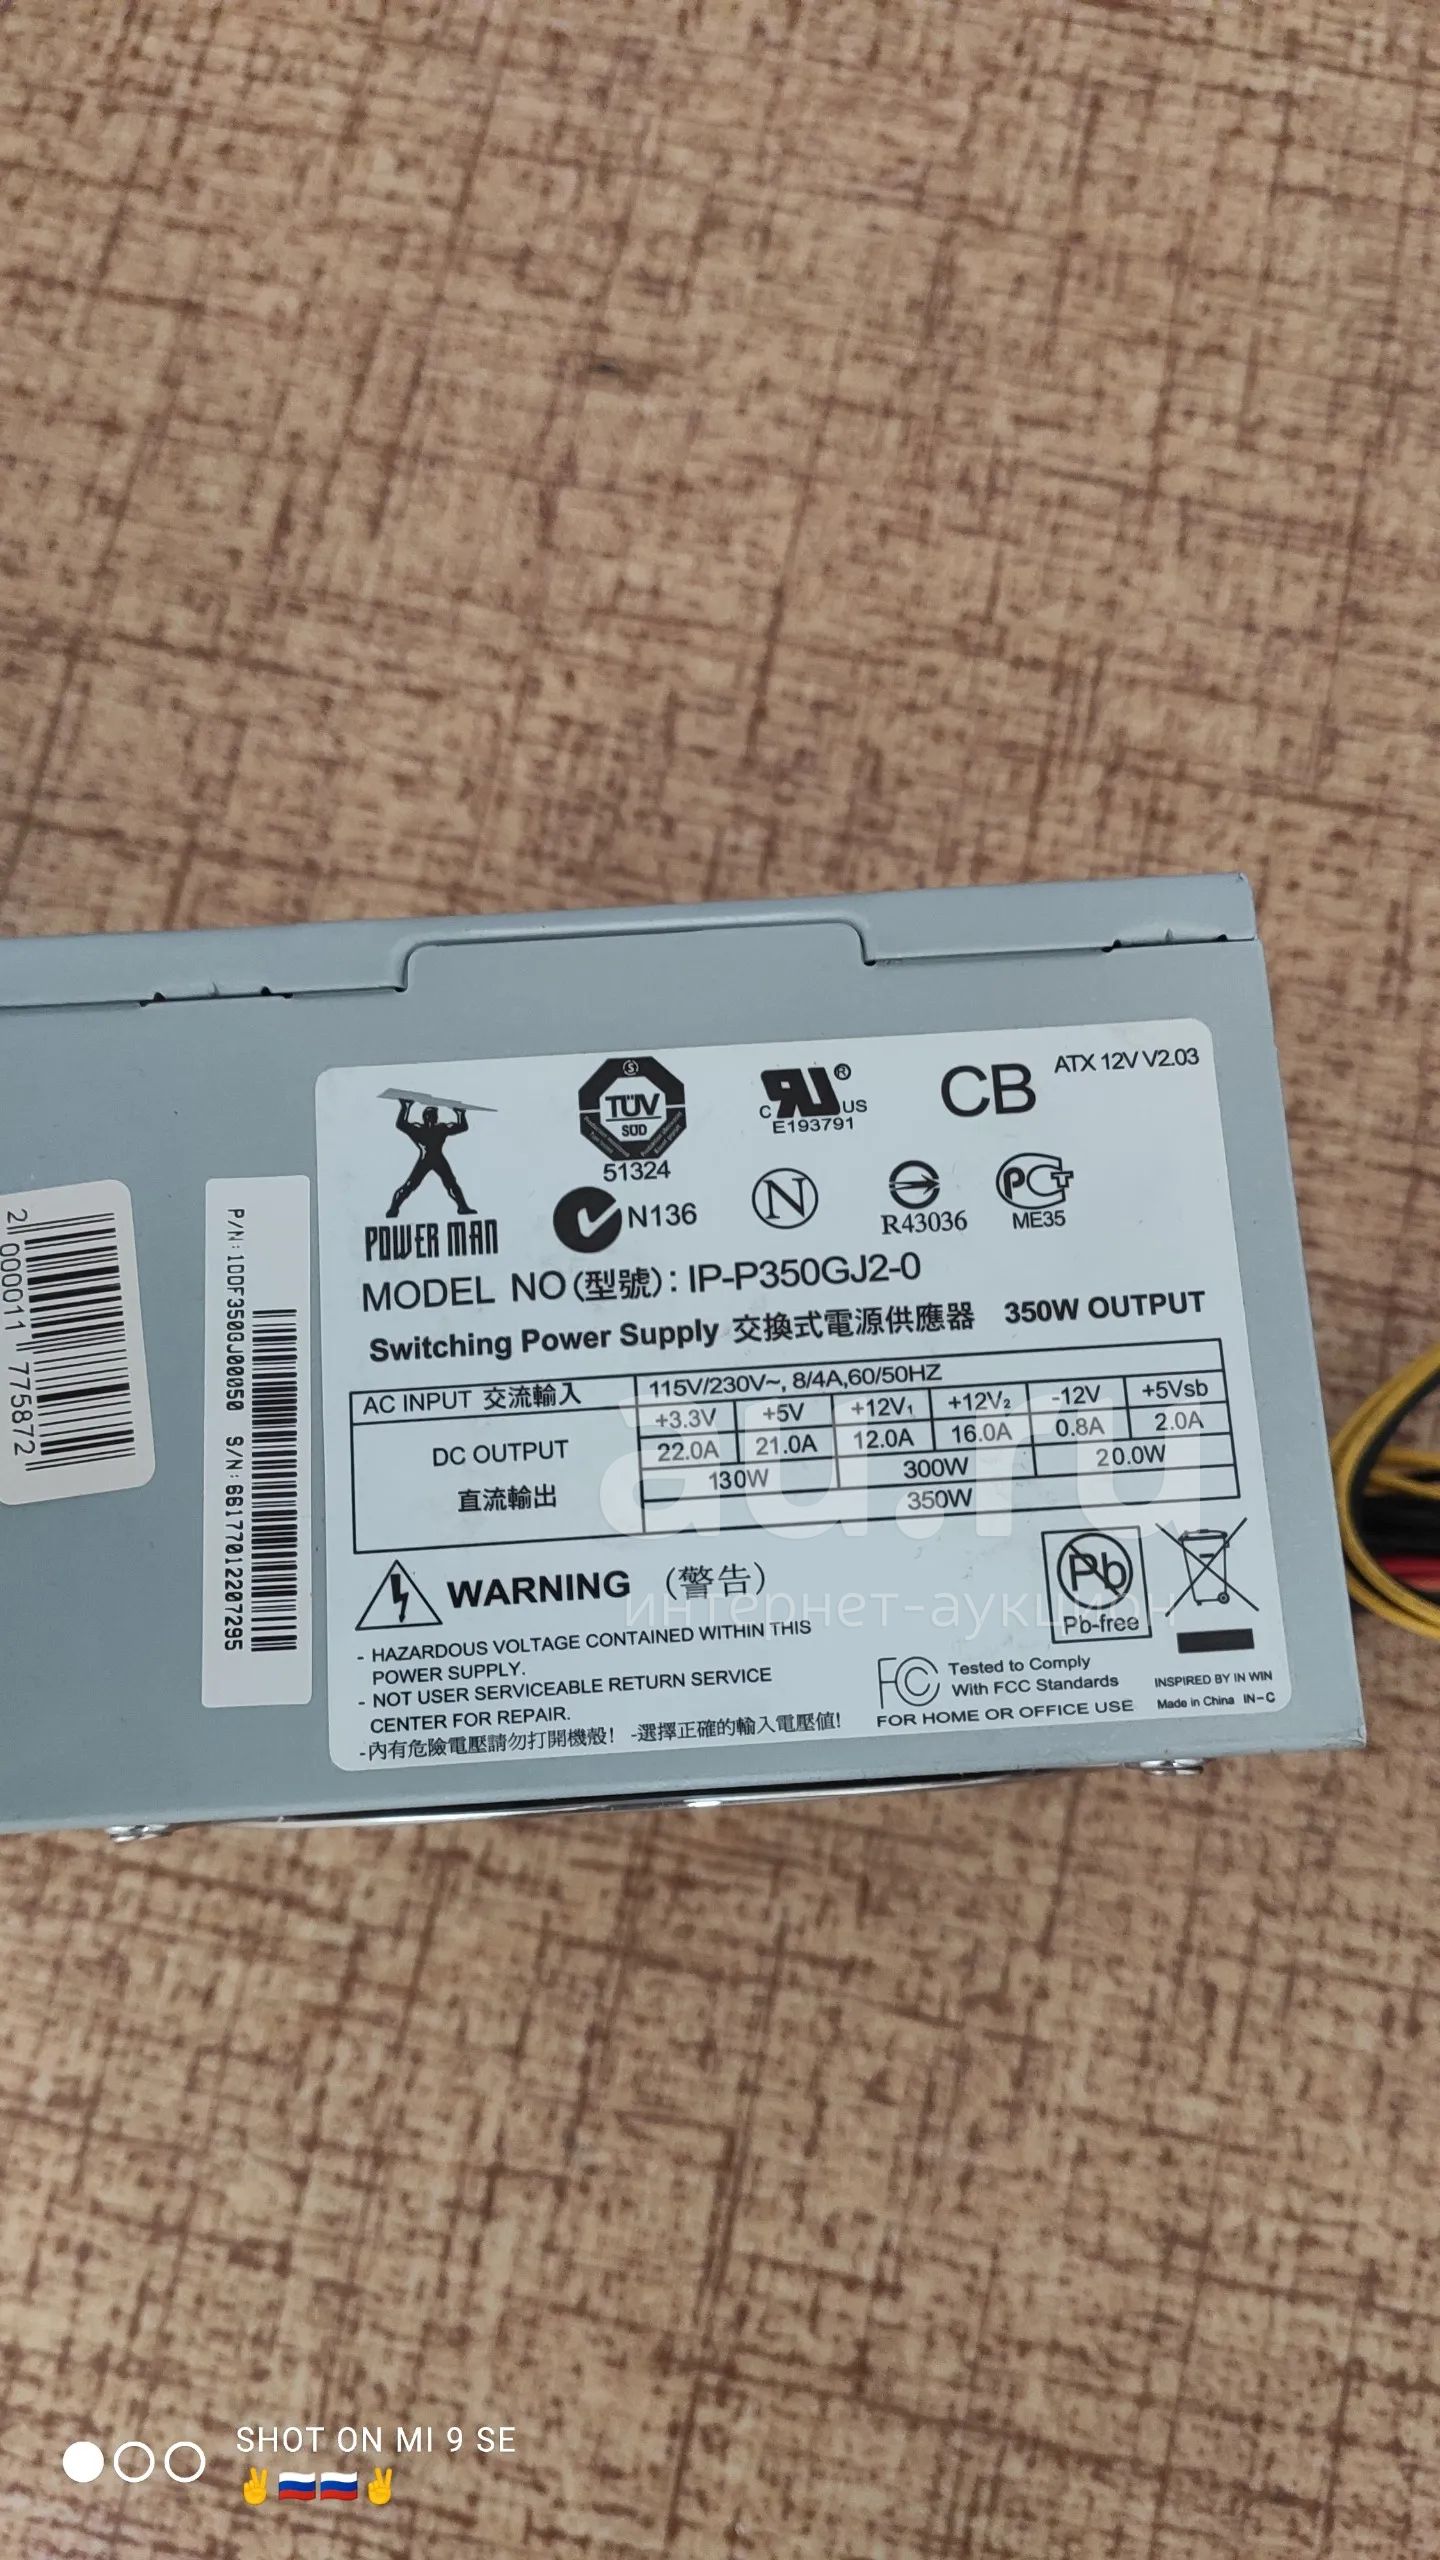 ATX 12V V2.03
CB
TÜV
SÜD
51324
C US ®
E193791
POWER MAN
N136
N
R43036
PCT
ME35
MODEL NO(型號): IP-P350GJ2-0
Switching Power Supply 交換式電源供應器 350W OUTPUT
AC INPUT 交流輸入 115V/230V~, 8/4A,60/50HZ
DC OUTPUT
直流輸出
+3.3V +5V +12V₁ +12V₂ -12V +5Vsb
22.0A 21.0A 12.0A 16.0A 0.8A 2.0A
130W 300W 20.0W
350W
WARNING (警告)
- HAZARDOUS VOLTAGE CONTAINED WITHIN THIS
POWER SUPPLY.
- NOT USER SERVICEABLE RETURN SERVICE
CENTER FOR REPAIR.
-內有危險電壓請勿打開機殼! -選擇正確的輸入電壓值!
Pb
Pb-free
FC Tested to Comply
With FCC Standards
FOR HOME OR OFFICE USE
INSPIRED BY IN WIN
Made in China IN-C
P/N:1DDF350GJ00050 S/N:66177012207295
2 000011 775872
au.ru
интернет-аукцион
SHOT ON MI 9 SE
✌🇷🇺🇷🇺✌